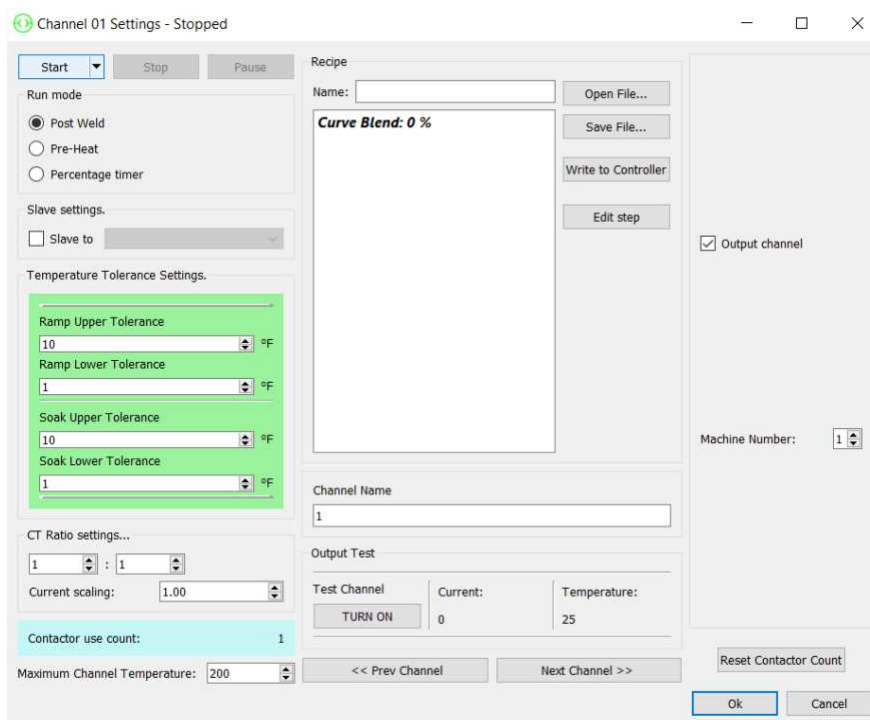 Channel 01 Settings - Stopped
Start
Stop
Pause
Run mode
Post Weld
Pre-Heat
Percentage timer
Slave settings.
Slave to
Temperature Tolerance Settings.
Ramp Upper Tolerance
10 ºF
Ramp Lower Tolerance
1 ºF
Soak Upper Tolerance
10 ºF
Soak Lower Tolerance
1 ºF
CT Ratio settings...
1 : 1
Current scaling: 1.00
Contactor use count: 1
Maximum Channel Temperature: 200
Recipe
Name:
Open File...
Curve Blend: 0 %
Save File...
Write to Controller
Edit step
Channel Name
1
Output Test
Test Channel
TURN ON
Current:
0
Temperature:
25
<< Prev Channel
Next Channel >>
Output channel
Machine Number: 1
Reset Contactor Count
Ok
Cancel